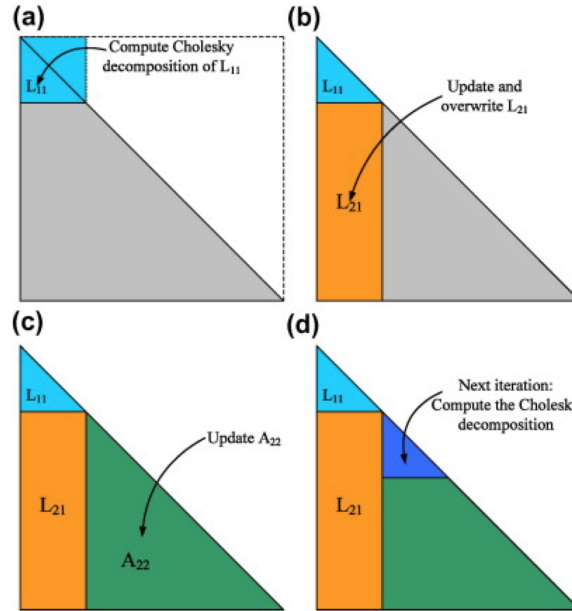 (a)
Compute Cholesky
decomposition of L11
L11
(b)
L11
Update and
overwrite L21
L21
(c)
L11
Update A22
L21
A22
(d)
L11
Next iteration:
Compute the Cholesk
decomposition
L21